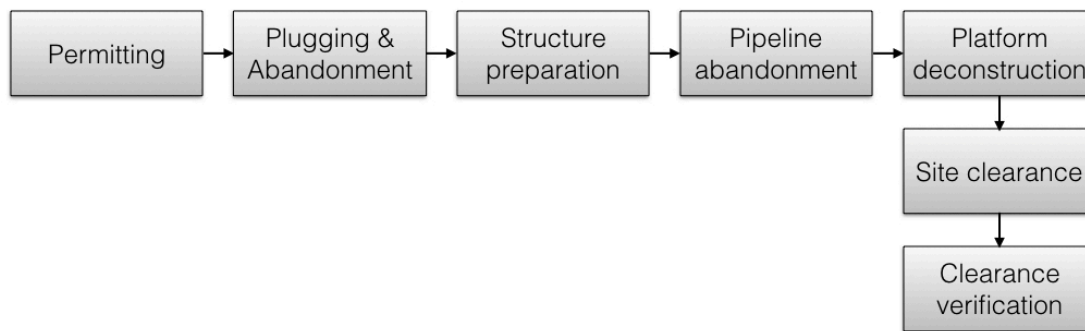 Permitting
Plugging &
Abandonment
Structure
preparation
Pipeline
abandonment
Platform
deconstruction
Site clearance
Clearance
verification